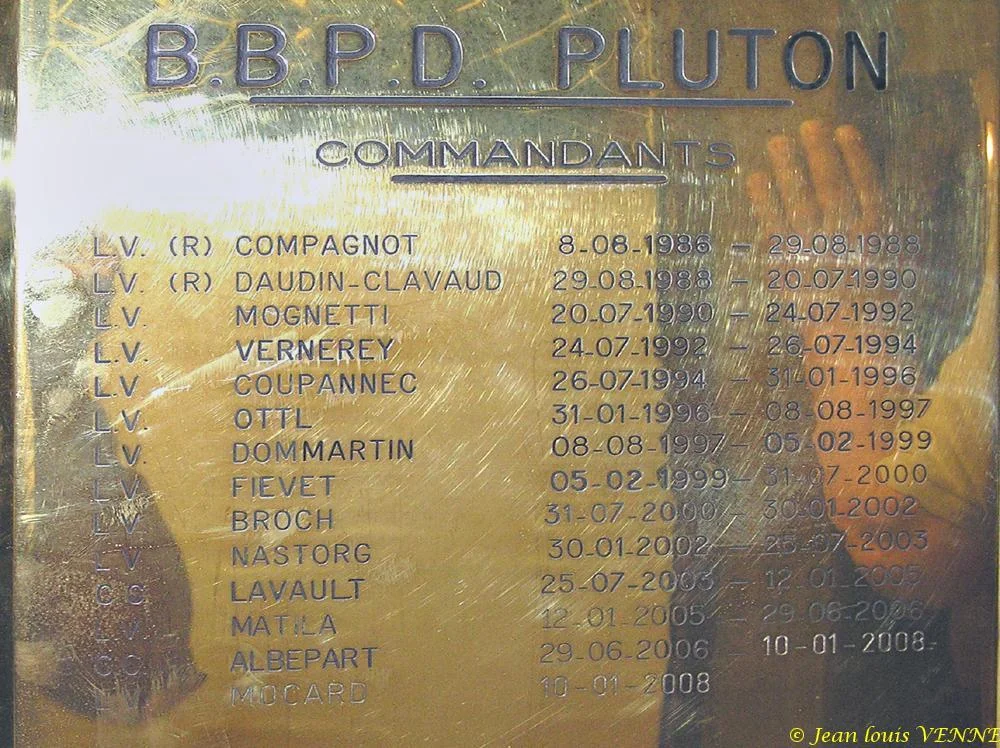 B.B.P.D. PLUTON
COMMANDANTS
L.V. (R) COMPAGNOT 8-08-1986 - 29-08-1988
L.V. (R) DAUDIN-CLAVAUD 29-08-1988 - 20-07-1990
L.V. MOGNETTI 20-07-1990 - 24-07-1992
L.V. VERNEREY 24-07-1992 - 26-07-1994
L.V COUPANNEC 26-07-1994 - 31-01-1996
L.V. OTTL 31-01-1996 - 08-08-1997
L.V. DOMMARTIN 08-08-1997 - 05-02-1999
L.V. FIEVET 05-02-1999 - 31-07-2000
L.V BROCH 31-07-2000 - 30-01-2002
L.V NASTORG 30-01-2002 - 25-07-2003
C C LAVAULT 25-07-2003 - 12-01-2005
L.V. MATILA 12-01-2005 - 29-06-2006
C C ALBEPART 29-06-2006 - 10-01-2008
L.V MOCARD 10-01-2008
© Jean louis VENNE